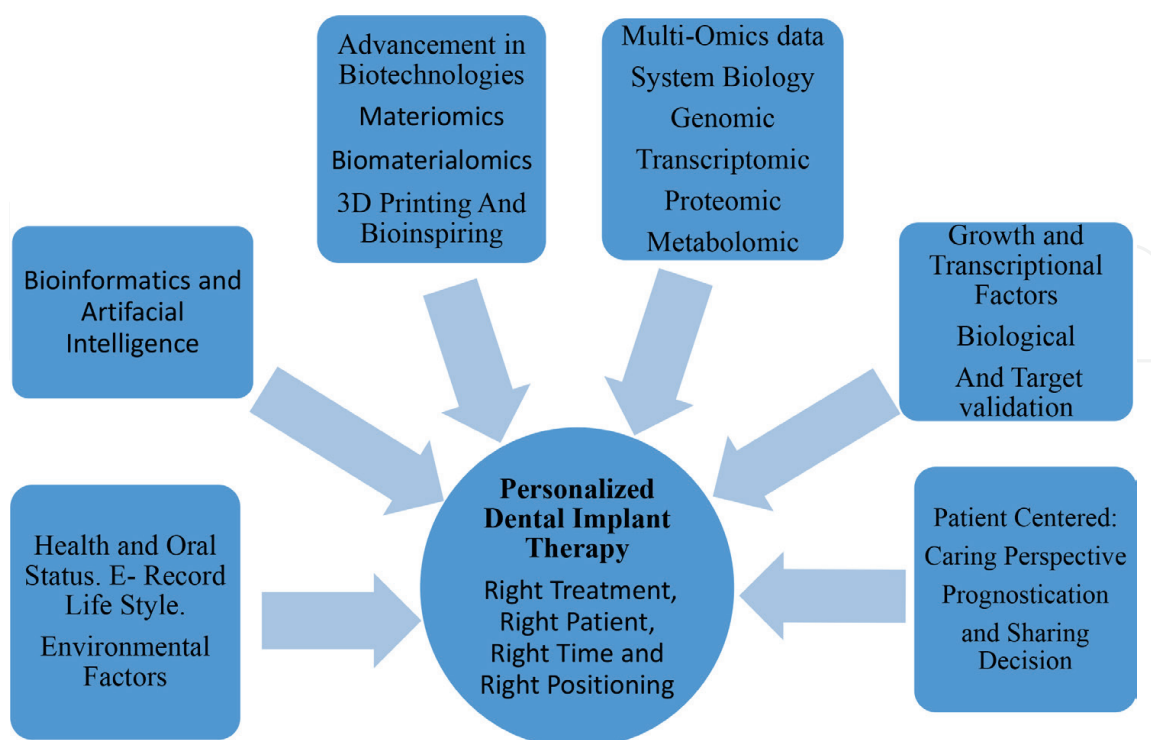 Advancement in
Biotechnologies
Materiomics
Biomaterialomics
3D Printing And
Bioinspiring
Multi-Omics data
System Biology
Genomic
Transcriptomic
Proteomic
Metabolomic
Bioinformatics and
Artifacial
Intelligence
Growth and
Transcriptional
Factors
Biological
And Target
validation
Health and Oral
Status. E- Record
Life Style.
Environmental
Factors
Personalized
Dental Implant
Therapy
Right Treatment,
Right Patient,
Right Time and
Right Positioning
Patient Centered:
Caring Perspective
Prognostication
and Sharing
Decision